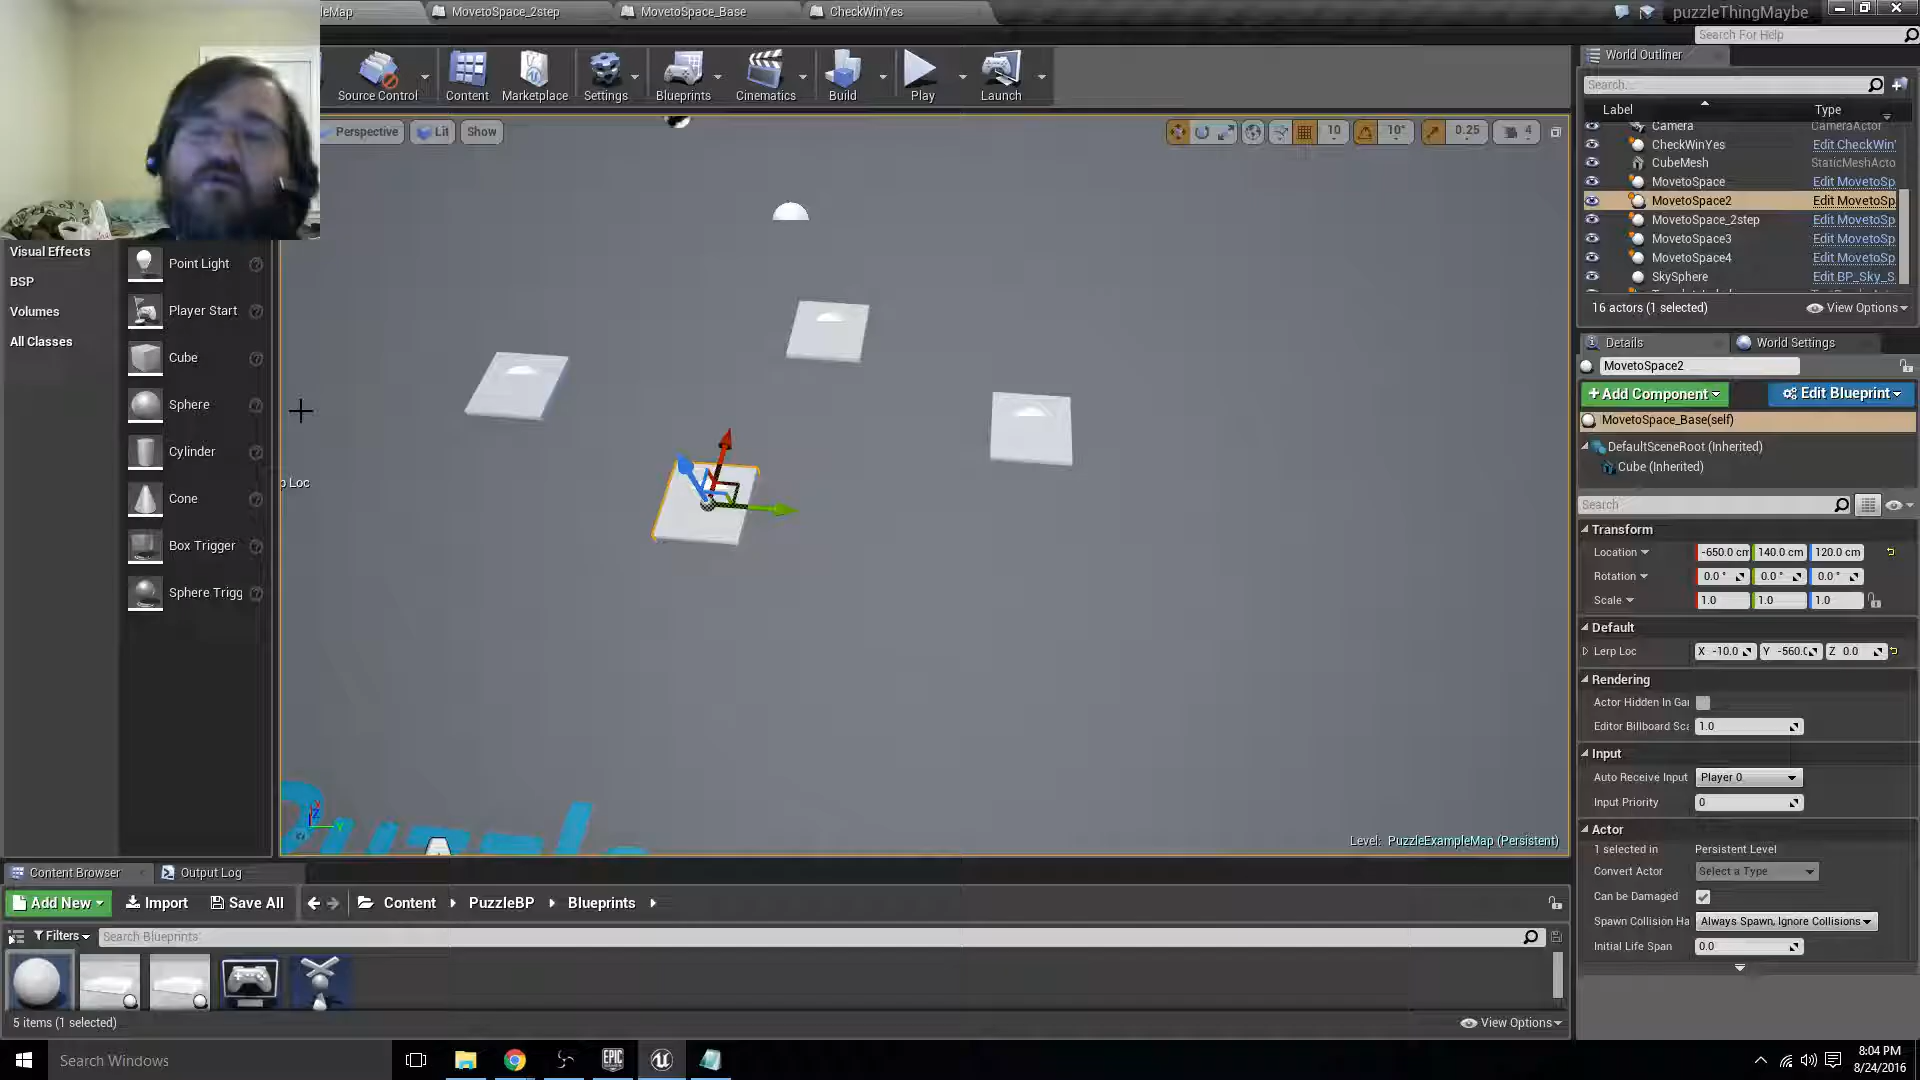 leMap
MovetoSpace_2step
MovetoSpace_Base
CheckWinYes
puzzleThingMaybe
Search For Help
Source Control
Content
Marketplace
Settings
Blueprints
Cinematics
Build
Play
Launch
World Outliner
Search...
Label
Type
Camera
CameraActor
CheckWinYes
Edit CheckWin
CubeMesh
StaticMeshActo
MovetoSpace
Edit MovetoSp
MovetoSpace2
Edit MovetoSp
MovetoSpace_2step
Edit MovetoSp
MovetoSpace3
Edit MovetoSp
MovetoSpace4
Edit MovetoSp
SkySphere
Edit BP_Sky_S
16 actors (1 selected)
View Options
Perspective
Lit
Show
10
10°
0.25
4
Visual Effects
BSP
Volumes
All Classes
Point Light
Player Start
Cube
Sphere
Cylinder
Cone
Box Trigger
Sphere Trigg
p Loc
Puzzle
Z
Y
Level: PuzzleExampleMap (Persistent)
Details
World Settings
MovetoSpace2
+Add Component
Edit Blueprint
MovetoSpace_Base(self)
DefaultSceneRoot (Inherited)
Cube (Inherited)
Search
Transform
Location
-650.0 cm
140.0 cm
120.0 cm
Rotation
0.0 °
0.0 °
0.0 °
Scale
1.0
1.0
1.0
Default
Lerp Loc
X -10.0
Y -560.0
Z 0.0
Rendering
Actor Hidden In Ga
Editor Billboard Sc
1.0
Input
Auto Receive Input
Player 0
Input Priority
0
Actor
1 selected in
Persistent Level
Convert Actor
Select a Type
Can be Damaged
Spawn Collision Ha
Always Spawn, Ignore Collisions
Initial Life Span
0.0
Content Browser
Output Log
Add New
Import
Save All
Content
PuzzleBP
Blueprints
Filters
Search Blueprints
5 items (1 selected)
View Options
Search Windows
EPIC
GAMES
8:04 PM
8/24/2016